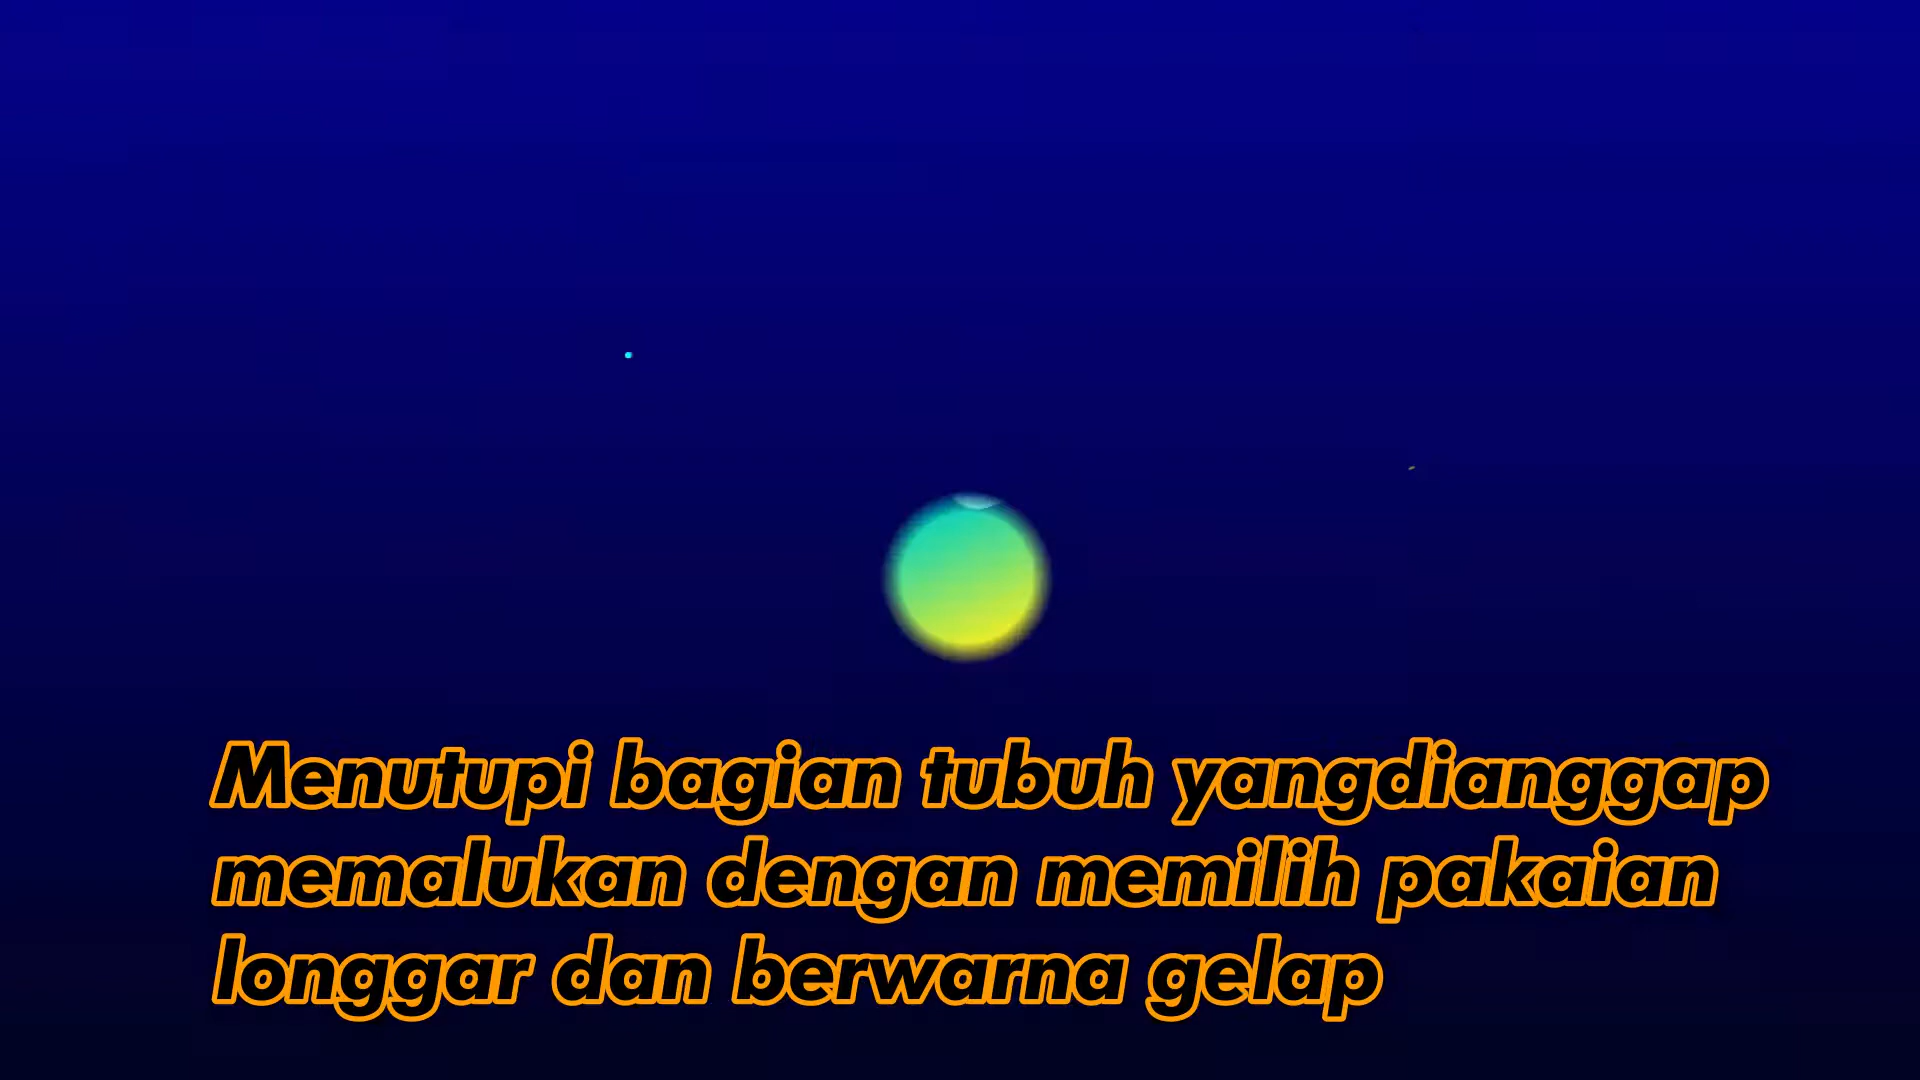 Menutupi bagian tubuh yangdianggap
memalukan dengan memilih pakaian
longgar dan berwarna gelap